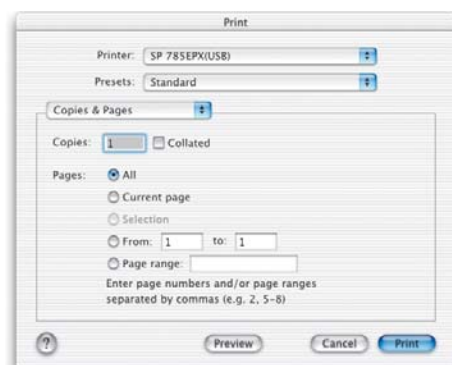 Print
Printer: SP 785EPX(USB)
Presets: Standard
Copies & Pages
Copies: 1 Collated
Pages: All
Current page
Selection
From: 1 to: 1
Page range:
Enter page numbers and/or page ranges
separated by commas (e.g. 2, 5-8)
? Preview Cancel Print